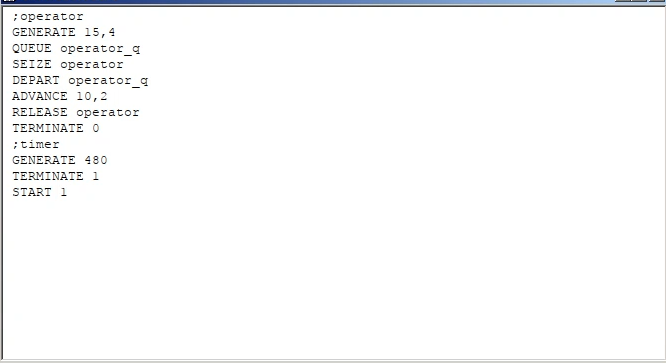 ;operator
GENERATE 15,4
QUEUE operator_q
SEIZE operator
DEPART operator_q
ADVANCE 10,2
RELEASE operator
TERMINATE 0
;timer
GENERATE 480
TERMINATE 1
START 1